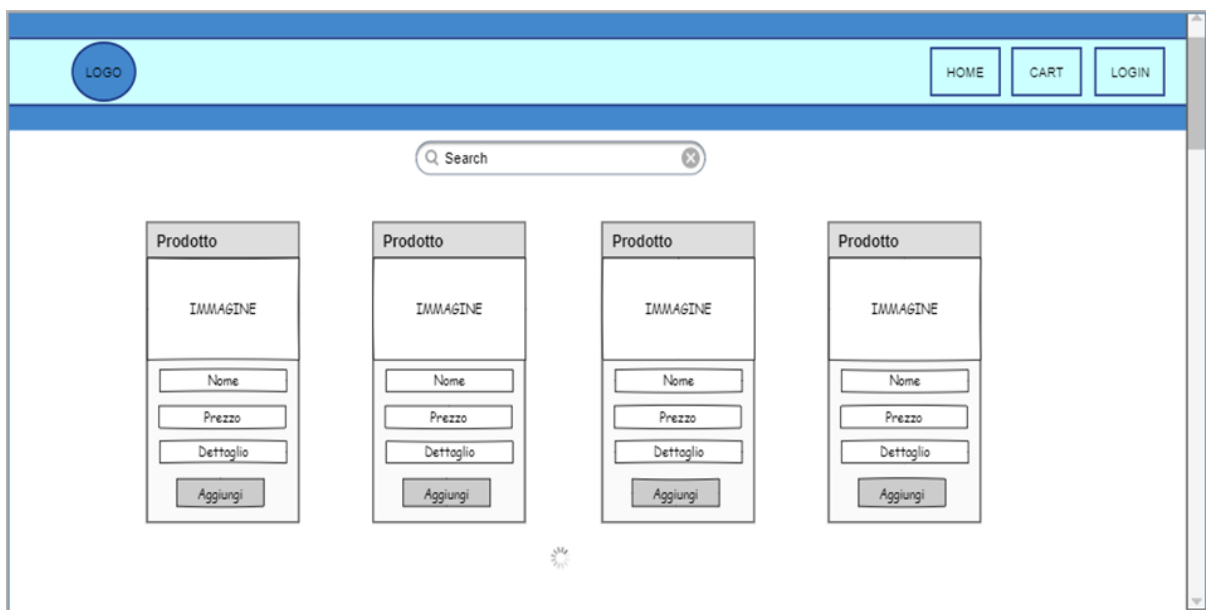 LOGO
HOME
CART
LOGIN
Search
Prodotto
IMMAGINE
Nome
Prezzo
Dettaglio
Aggiungi
Prodotto
IMMAGINE
Nome
Prezzo
Dettaglio
Aggiungi
Prodotto
IMMAGINE
Nome
Prezzo
Dettaglio
Aggiungi
Prodotto
IMMAGINE
Nome
Prezzo
Dettaglio
Aggiungi